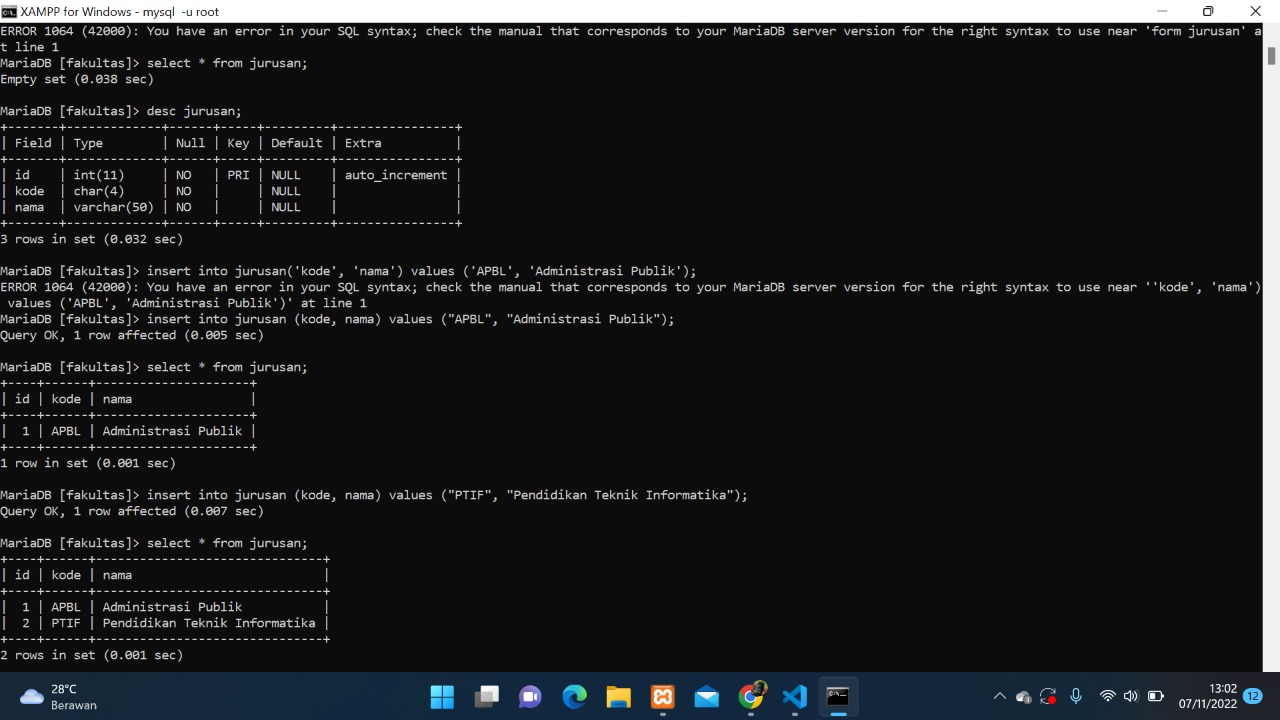 XAMPP for Windows - mysql  -u root
ERROR 1064 (42000): You have an error in your SQL syntax; check the manual that corresponds to your MariaDB server version for the right syntax to use near 'form jurusan' a
t line 1
MariaDB [fakultas]> select * from jurusan;
Empty set (0.038 sec)

MariaDB [fakultas]> desc jurusan;
+-------+-------------+------+-----+---------+----------------+
| Field | Type        | Null | Key | Default | Extra          |
+-------+-------------+------+-----+---------+----------------+
| id    | int(11)     | NO   | PRI | NULL    | auto_increment |
| kode  | char(4)     | NO   |     | NULL    |                |
| nama  | varchar(50) | NO   |     | NULL    |                |
+-------+-------------+------+-----+---------+----------------+
3 rows in set (0.032 sec)

MariaDB [fakultas]> insert into jurusan('kode', 'nama') values ('APBL', 'Administrasi Publik');
ERROR 1064 (42000): You have an error in your SQL syntax; check the manual that corresponds to your MariaDB server version for the right syntax to use near ''kode', 'nama')
 values ('APBL', 'Administrasi Publik')' at line 1
MariaDB [fakultas]> insert into jurusan (kode, nama) values ("APBL", "Administrasi Publik");
Query OK, 1 row affected (0.005 sec)

MariaDB [fakultas]> select * from jurusan;
+----+------+---------------------+
| id | kode | nama                |
+----+------+---------------------+
|  1 | APBL | Administrasi Publik |
+----+------+---------------------+
1 row in set (0.001 sec)

MariaDB [fakultas]> insert into jurusan (kode, nama) values ("PTIF", "Pendidikan Teknik Informatika");
Query OK, 1 row affected (0.007 sec)

MariaDB [fakultas]> select * from jurusan;
+----+------+-------------------------------+
| id | kode | nama                          |
+----+------+-------------------------------+
|  1 | APBL | Administrasi Publik           |
|  2 | PTIF | Pendidikan Teknik Informatika |
+----+------+-------------------------------+
2 rows in set (0.001 sec)
28°C
Berawan
13:02
07/11/2022
12